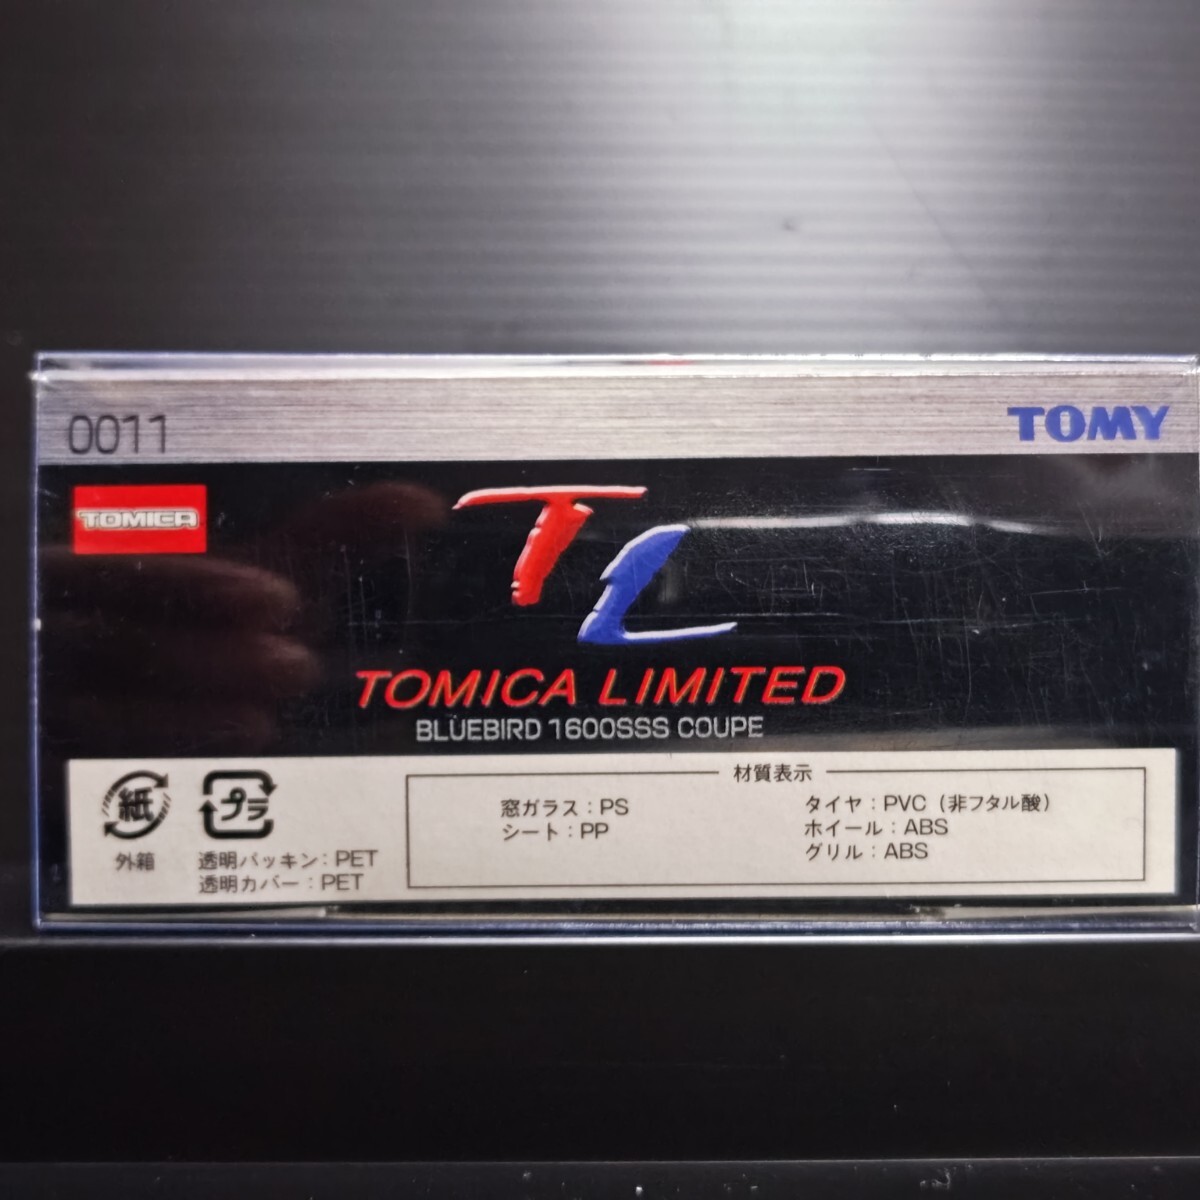 0011
TOMY
TOMICA
TL
TOMICA LIMITED
BLUEBIRD 1600SSS COUPE
紙
外箱
プラ
透明パッキン：PET
透明カバー：PET
材質表示
窓ガラス：PS
シート：PP
タイヤ：PVC（非フタル酸）
ホイール：ABS
グリル：ABS